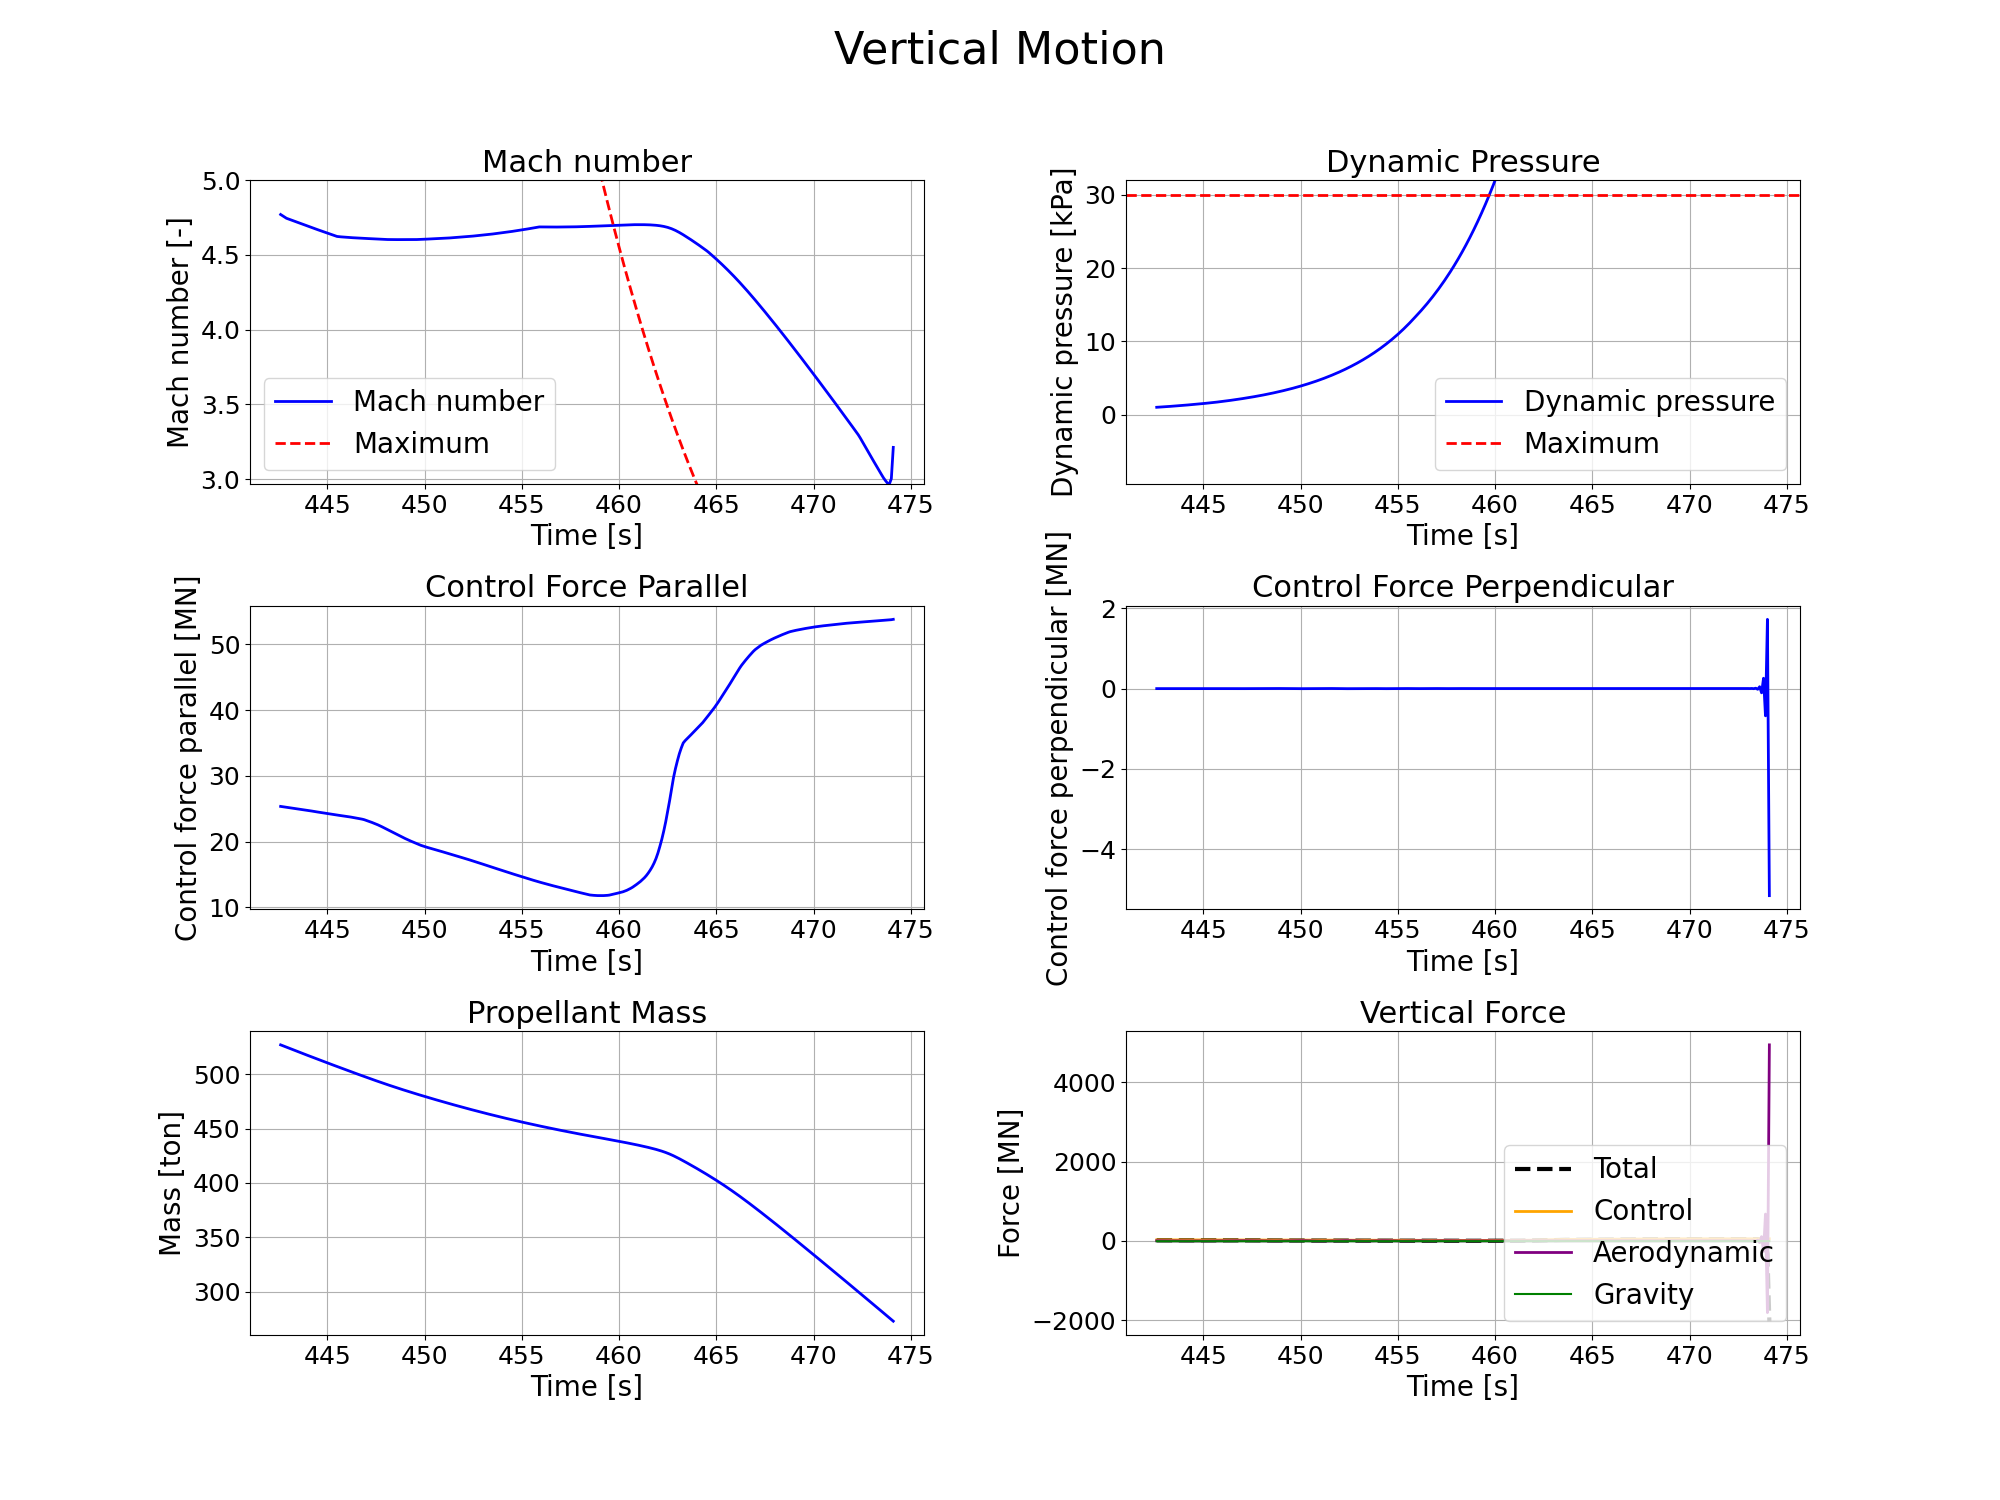 Vertical Motion
Mach number
Mach number [-]
5.0
4.5
4.0
3.5
3.0
Mach number
Maximum
445 450 455 460 465 470 475
Time [s]
Dynamic Pressure
Dynamic pressure [kPa]
30
20
10
0
Dynamic pressure
Maximum
445 450 455 460 465 470 475
Time [s]
Control Force Parallel
Control force parallel [MN]
50
40
30
20
10
445 450 455 460 465 470 475
Time [s]
Control Force Perpendicular
Control force perpendicular [MN]
2
0
−2
−4
445 450 455 460 465 470 475
Time [s]
Propellant Mass
Mass [ton]
500
450
400
350
300
445 450 455 460 465 470 475
Time [s]
Vertical Force
Force [MN]
4000
2000
0
−2000
Total
Control
Aerodynamic
Gravity
445 450 455 460 465 470 475
Time [s]